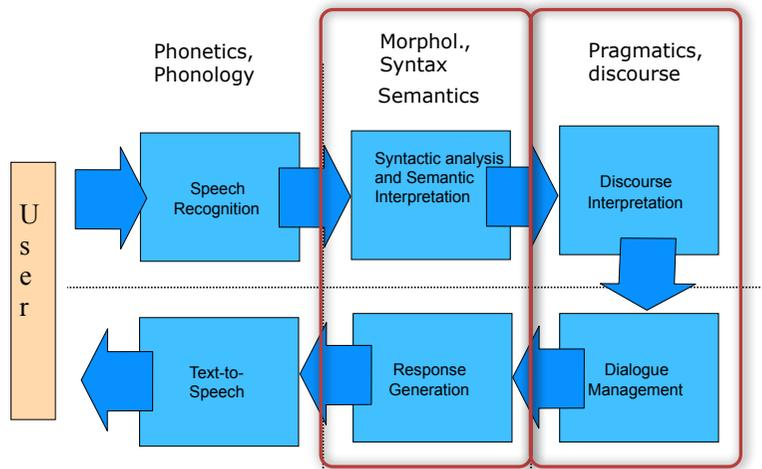 Phonetics,
Phonology
Morphol.,
Syntax
Semantics
Pragmatics,
discourse
U
s
e
r
Speech
Recognition
Syntactic analysis
and Semantic
Interpretation
Discourse
Interpretation
Text-to-
Speech
Response
Generation
Dialogue
Management